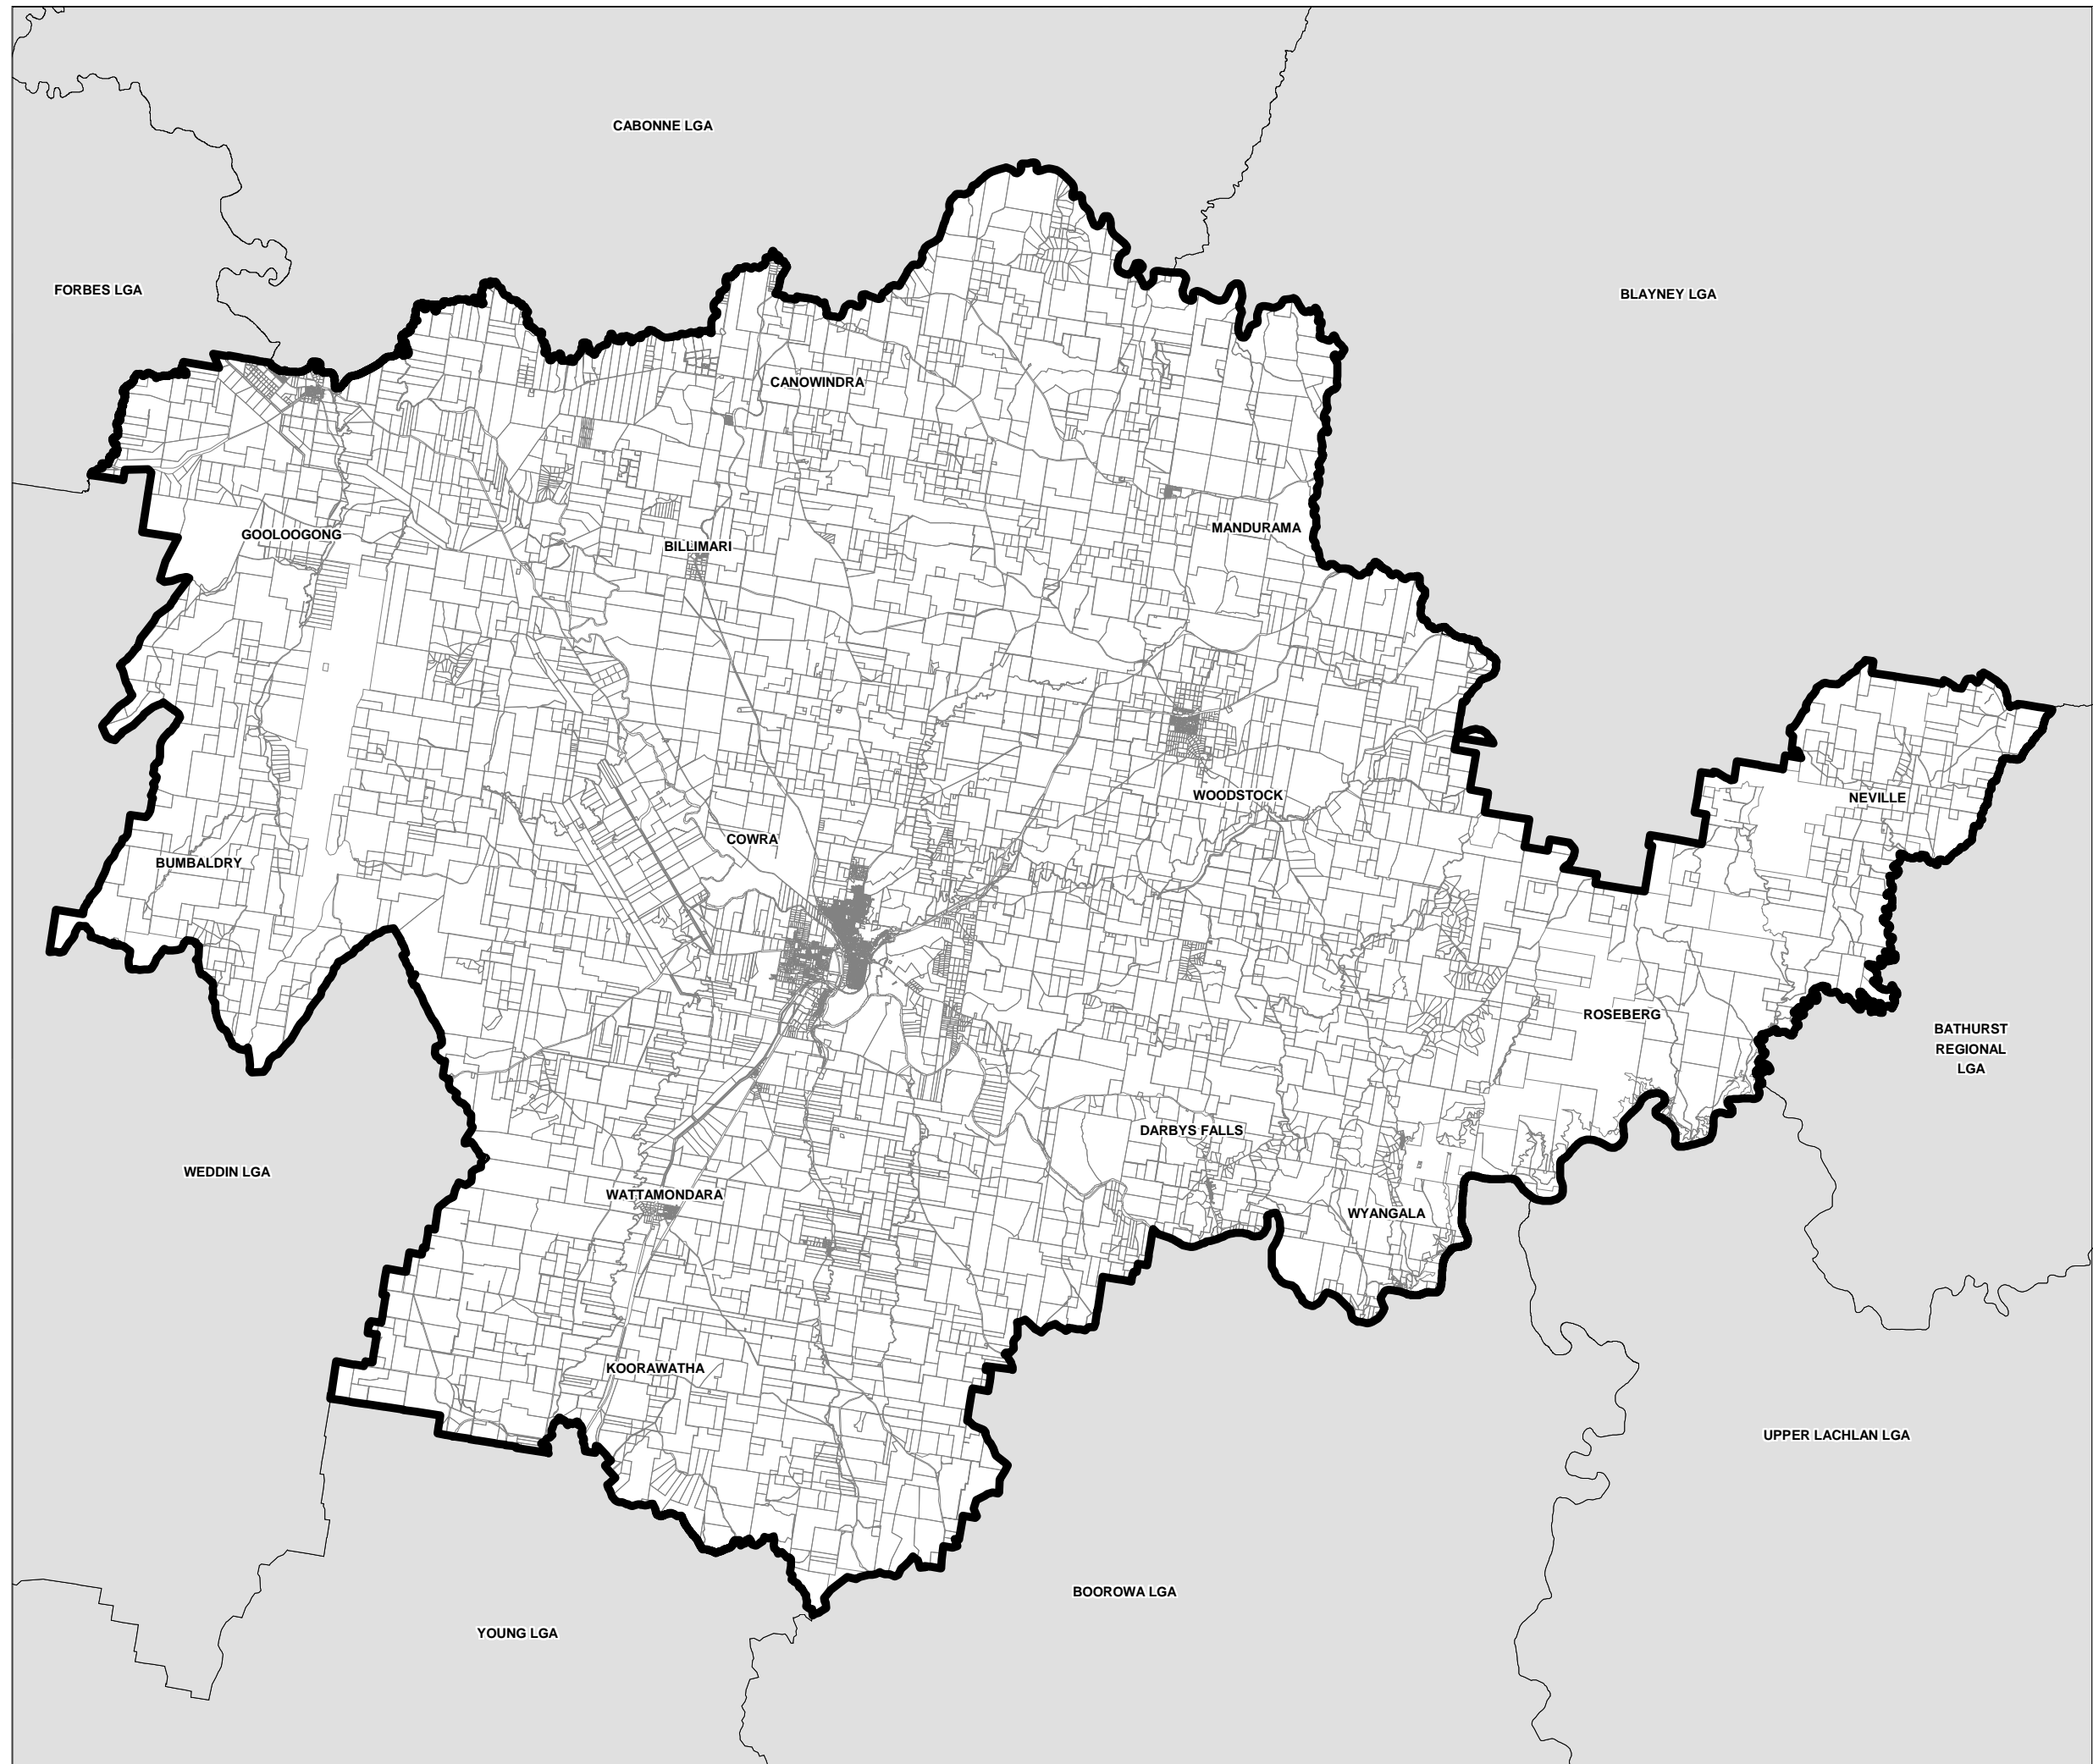 CABONNE LGA
FORBES LGA
BLAYNEY LGA
CANOWINDRA
MANDURAMA
GOOLOOGONG
BILLIMARI
WOODSTOCK
NEVILLE
COWRA
BUMBALDRY
ROSEBERG
BATHURST
REGIONAL
LGA
DARBYS FALLS
WEDDIN LGA
WATTAMONDARA
WYANGALA
KOORAWATHA
UPPER LACHLAN LGA
BOOROWA LGA
YOUNG LGA